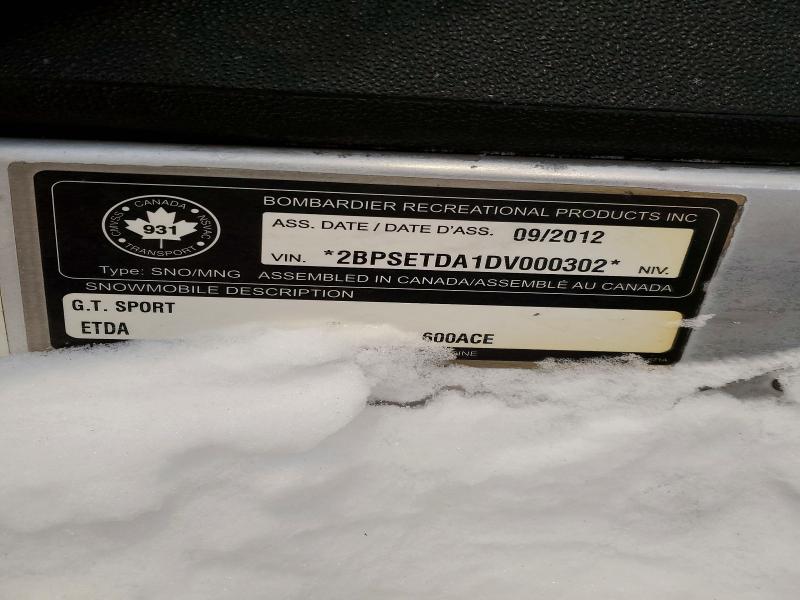 BOMBARDIER RECREATIONAL PRODUCTS INC
CANADA
CMVSS 931 NSVAC
TRANSPORT
ASS. DATE / DATE D'ASS. 09/2012
VIN. *2BPSETDA1DV000302* NIV.
Type: SNO/MNG ASSEMBLED IN CANADA/ASSEMBLÉ AU CANADA
SNOWMOBILE DESCRIPTION
G.T. SPORT
ETDA 600ACE